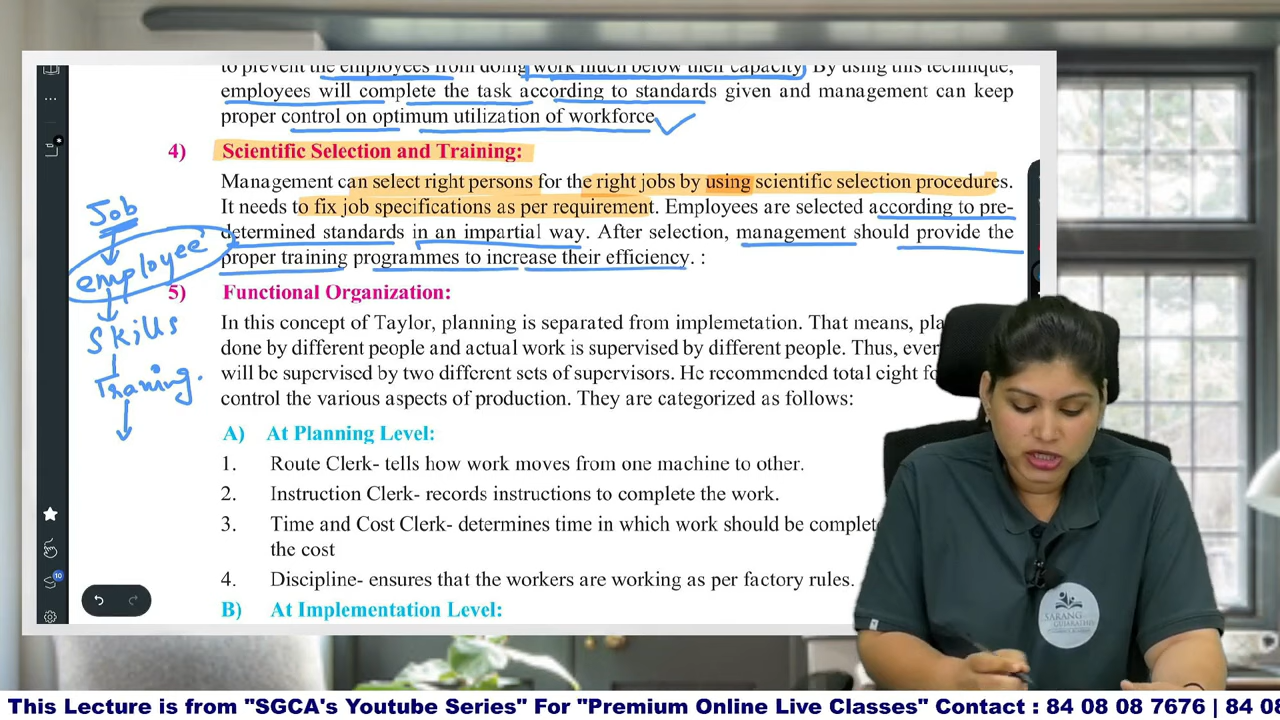 to prevent the employees from doing work much below their capacity. By using this technique,
employees will complete the task according to standards given and management can keep
proper control on optimum utilization of workforce
4) Scientific Selection and Training:
Management can select right persons for the right jobs by using scientific selection procedures.
It needs to fix job specifications as per requirement. Employees are selected according to pre-
determined standards in an impartial way. After selection, management should provide the
proper training programmes to increase their efficiency. :
Job
employee
Skills
Training.
5) Functional Organization:
In this concept of Taylor, planning is separated from implemetation. That means,
done by different people and actual work is supervised by different people. Thus,
will be supervised by two different sets of supervisors. He recommended total eight
control the various aspects of production. They are categorized as follows:
A) At Planning Level:
1. Route Clerk- tells how work moves from one machine to other.
2. Instruction Clerk- records instructions to complete the work.
3. Time and Cost Clerk- determines time in which work should be
the cost
4. Discipline- ensures that the workers are working as per factory rules.
B) At Implementation Level:
10
SARANG
This Lecture is from "SGCA's Youtube Series" For "Premium Online Live Classes" Contact : 84 08 08 7676 | 84